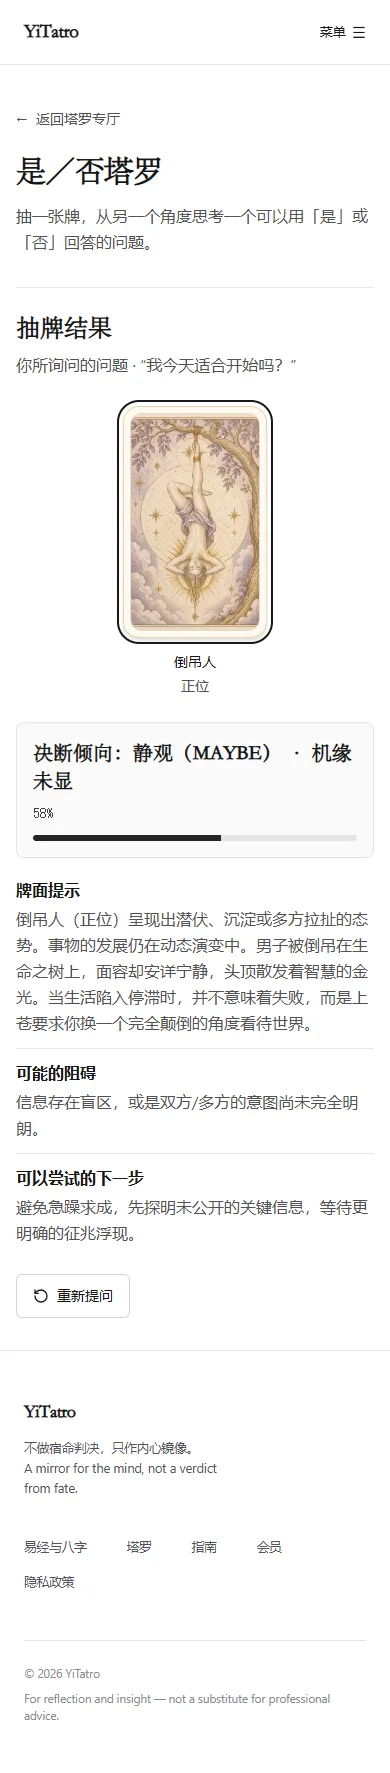 YiTatro
菜单
← 返回塔罗专厅
是／否塔罗
抽一张牌，从另一个角度思考一个可以用「是」或
「否」回答的问题。
抽牌结果
你所询问的问题 · “我今天适合开始吗？”
倒吊人
正位
决断倾向：静观（MAYBE） · 机缘
未显
58%
牌面提示
倒吊人（正位）呈现出潜伏、沉淀或多方拉扯的态
势。事物的发展仍在动态演变中。男子被倒吊在生
命之树上，面容却安详宁静，头顶散发着智慧的金
光。当生活陷入停滞时，并不意味着失败，而是上
苍要求你换一个完全颠倒的角度看待世界。
可能的阻碍
信息存在盲区，或是双方/多方的意图尚未完全明
朗。
可以尝试的下一步
避免急躁求成，先探明未公开的关键信息，等待更
明确的征兆浮现。
重新提问
YiTatro
不做宿命判决，只作内心镜像。
A mirror for the mind, not a verdict
from fate.
易经与八字 塔罗 指南 会员
隐私政策
© 2026 YiTatro
For reflection and insight — not a substitute for professional
advice.